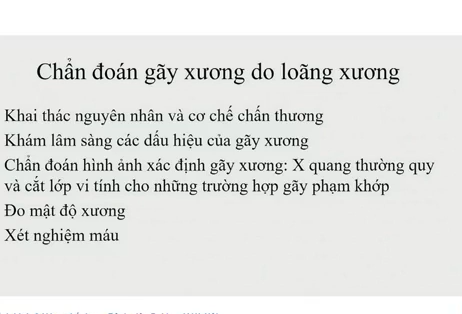 Chẩn đoán gãy xương do loãng xương
Khai thác nguyên nhân và cơ chế chấn thương
Khám lâm sàng các dấu hiệu của gãy xương
Chẩn đoán hình ảnh xác định gãy xương: X quang thường quy
và cắt lớp vi tính cho những trường hợp gãy phạm khớp
Đo mật độ xương
Xét nghiệm máu